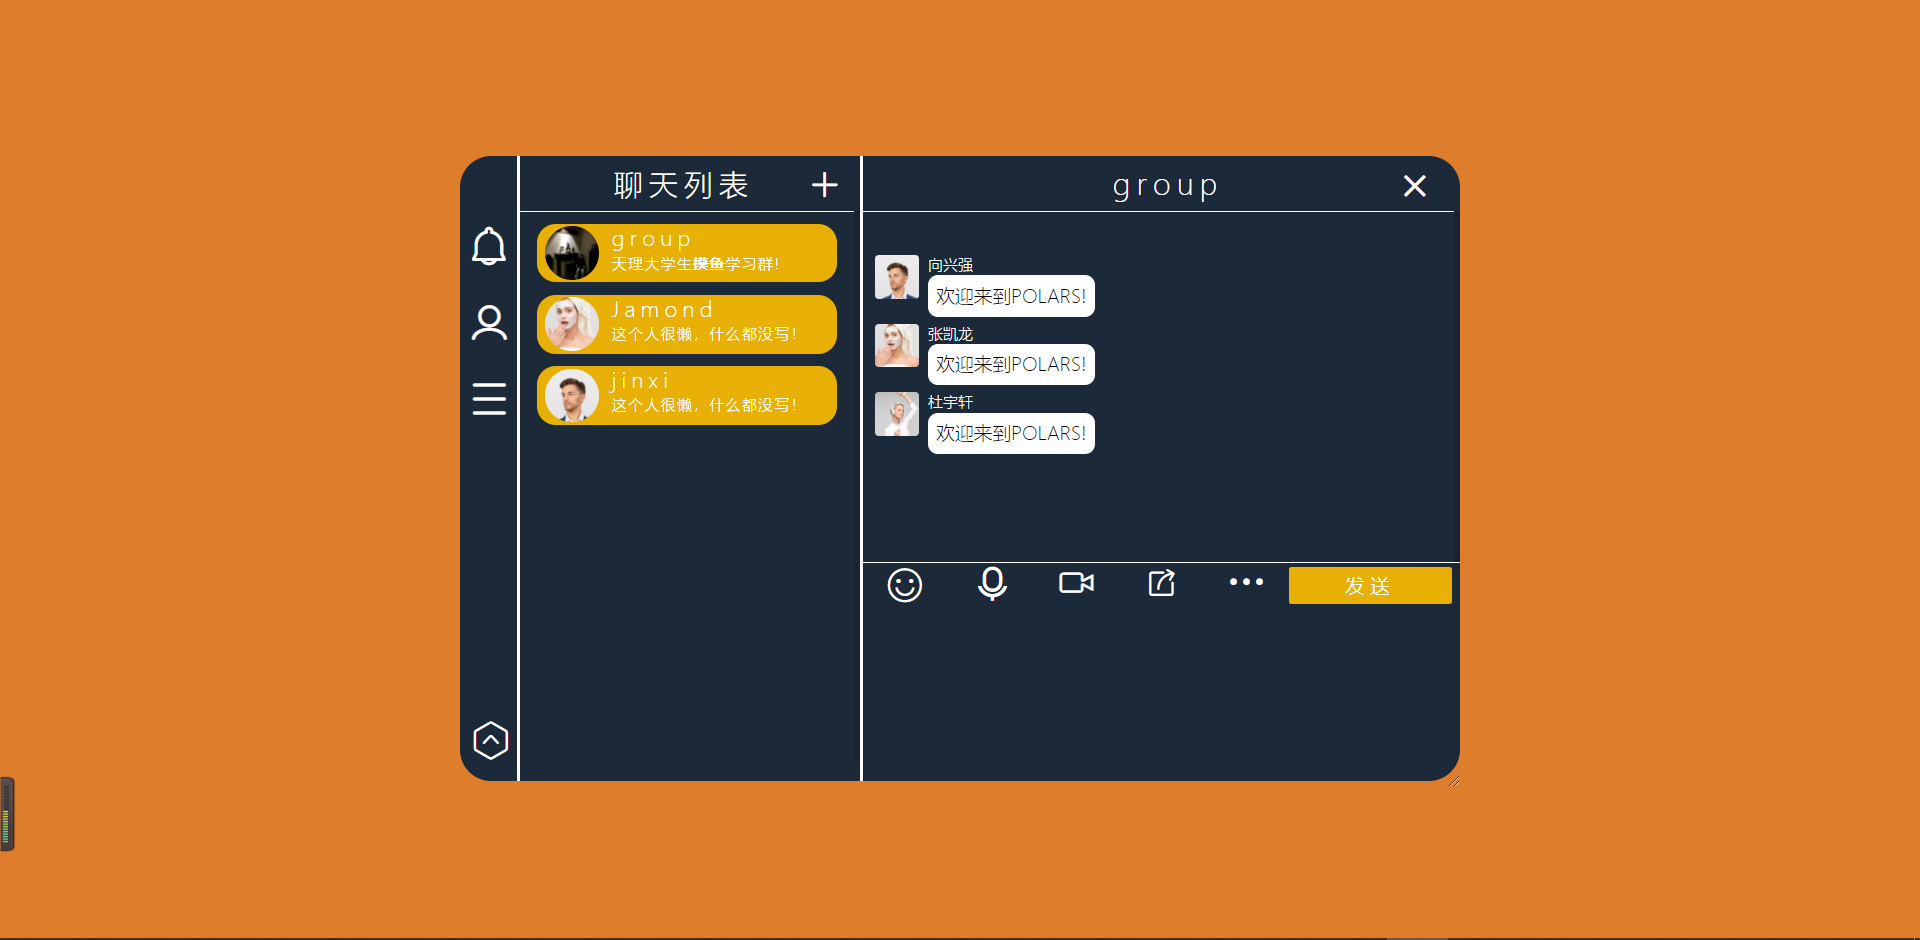 聊天列表
group
天理大学生摸鱼学习群!
Jamond
这个人很懒，什么都没写!
jinxi
这个人很懒，什么都没写!
group
向兴强
欢迎来到POLARS!
张凯龙
欢迎来到POLARS!
杜宇轩
欢迎来到POLARS!
发送